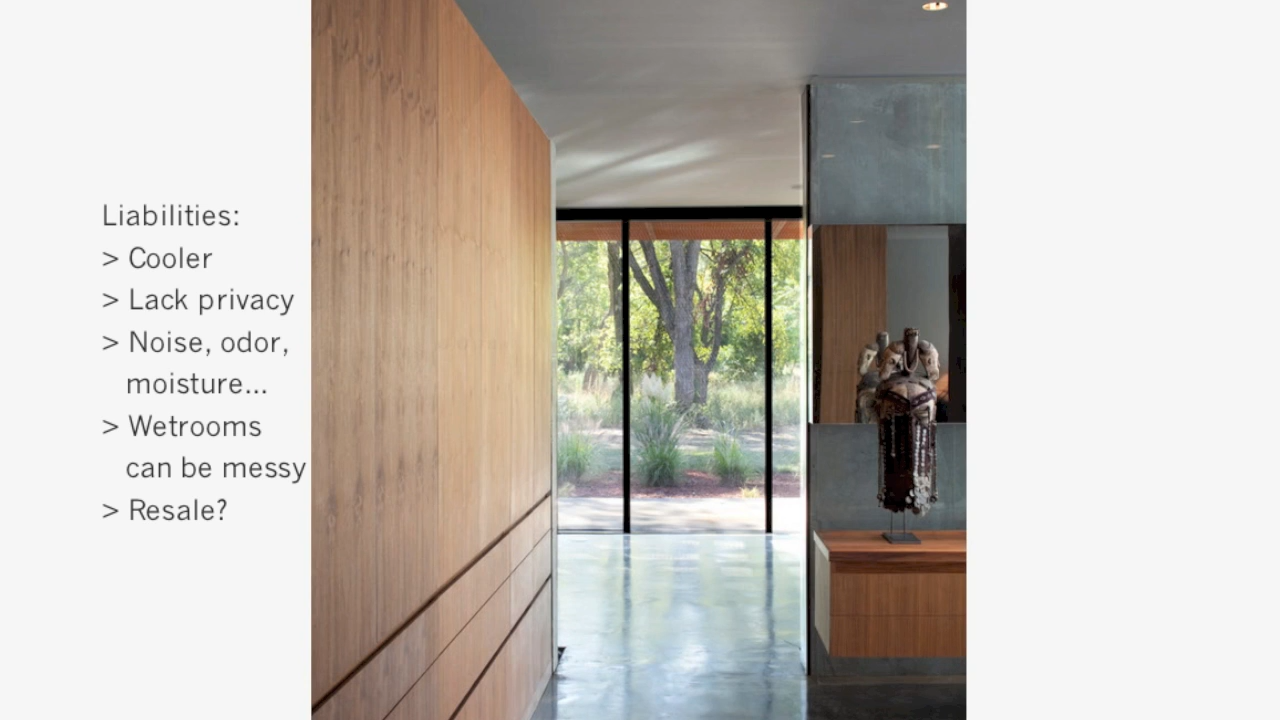 Liabilities:
> Cooler
> Lack privacy
> Noise, odor,
moisture...
> Wetrooms
can be messy
> Resale?